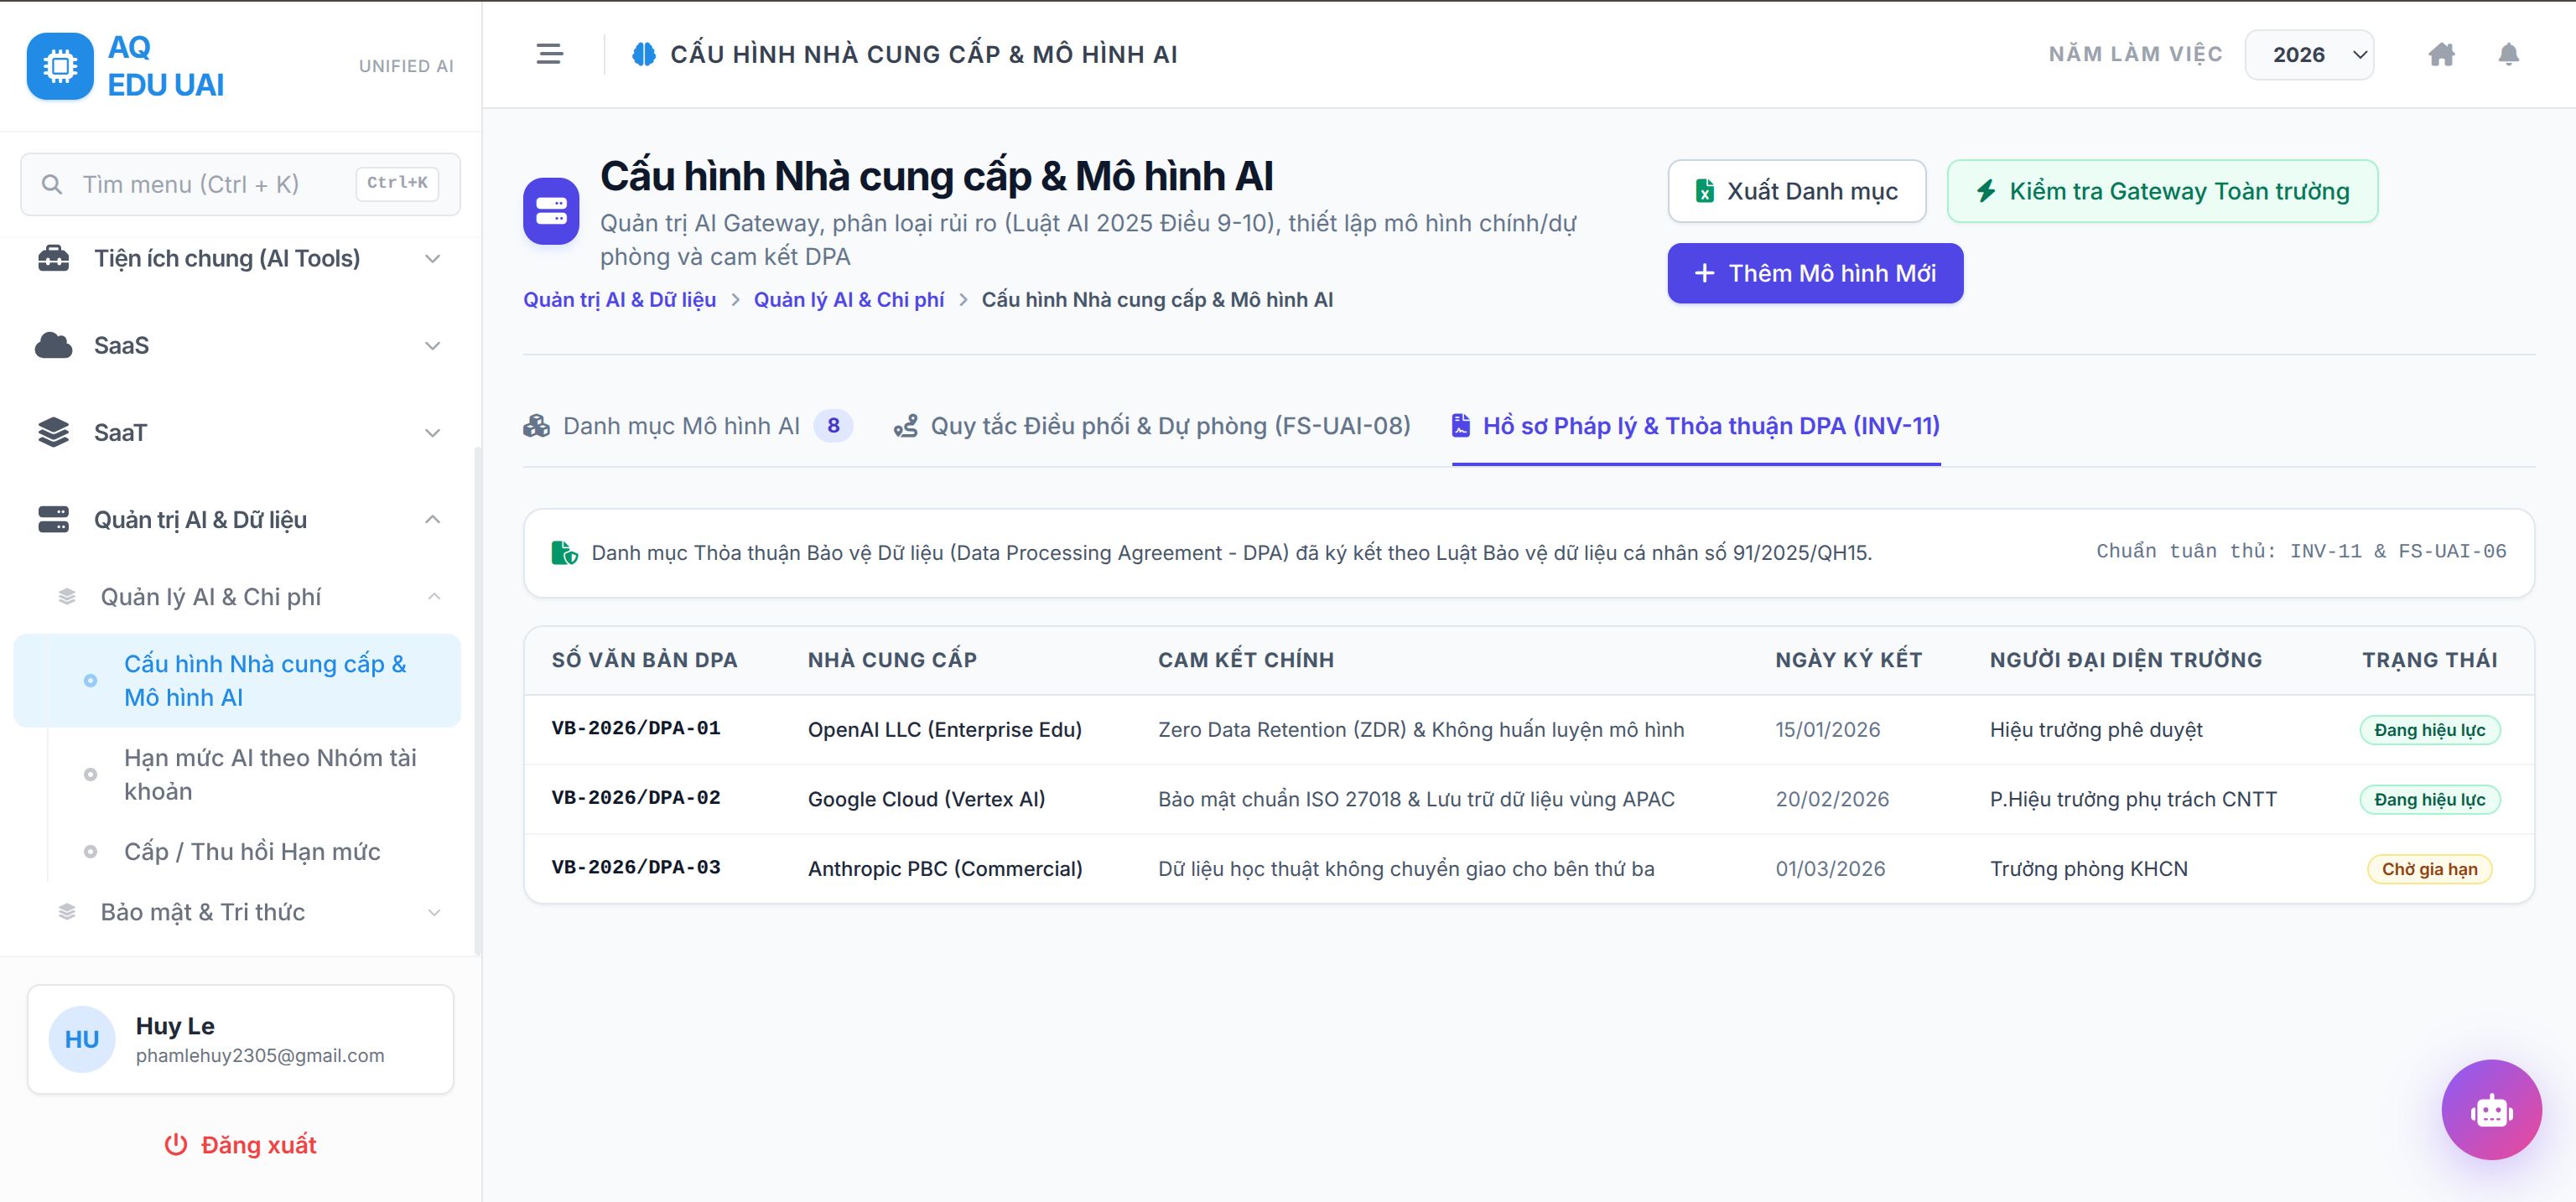 AQ
EDU UAI
UNIFIED AI
Tìm menu (Ctrl + K)
Ctrl+K
Tiện ích chung (AI Tools)
SaaS
SaaT
Quản trị AI & Dữ liệu
Quản lý AI & Chi phí
Cấu hình Nhà cung cấp &
Mô hình AI
Hạn mức AI theo Nhóm tài
khoản
Cấp / Thu hồi Hạn mức
Bảo mật & Tri thức
HU
Huy Le
phamlehuy2305@gmail.com
Đăng xuất
CẤU HÌNH NHÀ CUNG CẤP & MÔ HÌNH AI
NĂM LÀM VIỆC
2026
Cấu hình Nhà cung cấp & Mô hình AI
Quản trị AI Gateway, phân loại rủi ro (Luật AI 2025 Điều 9-10), thiết lập mô hình chính/dự
phòng và cam kết DPA
Quản trị AI & Dữ liệu > Quản lý AI & Chi phí > Cấu hình Nhà cung cấp & Mô hình AI
Xuất Danh mục
Kiểm tra Gateway Toàn trường
+ Thêm Mô hình Mới
Danh mục Mô hình AI 8
Quy tắc Điều phối & Dự phòng (FS-UAI-08)
Hồ sơ Pháp lý & Thỏa thuận DPA (INV-11)
Danh mục Thỏa thuận Bảo vệ Dữ liệu (Data Processing Agreement - DPA) đã ký kết theo Luật Bảo vệ dữ liệu cá nhân số 91/2025/QH15.
Chuẩn tuân thủ: INV-11 & FS-UAI-06
SỐ VĂN BẢN DPA NHÀ CUNG CẤP CAM KẾT CHÍNH NGÀY KÝ KẾT NGƯỜI ĐẠI DIỆN TRƯỜNG TRẠNG THÁI
VB-2026/DPA-01 OpenAI LLC (Enterprise Edu) Zero Data Retention (ZDR) & Không huấn luyện mô hình 15/01/2026 Hiệu trưởng phê duyệt Đang hiệu lực
VB-2026/DPA-02 Google Cloud (Vertex AI) Bảo mật chuẩn ISO 27018 & Lưu trữ dữ liệu vùng APAC 20/02/2026 P.Hiệu trưởng phụ trách CNTT Đang hiệu lực
VB-2026/DPA-03 Anthropic PBC (Commercial) Dữ liệu học thuật không chuyển giao cho bên thứ ba 01/03/2026 Trưởng phòng KHCN Chờ gia hạn